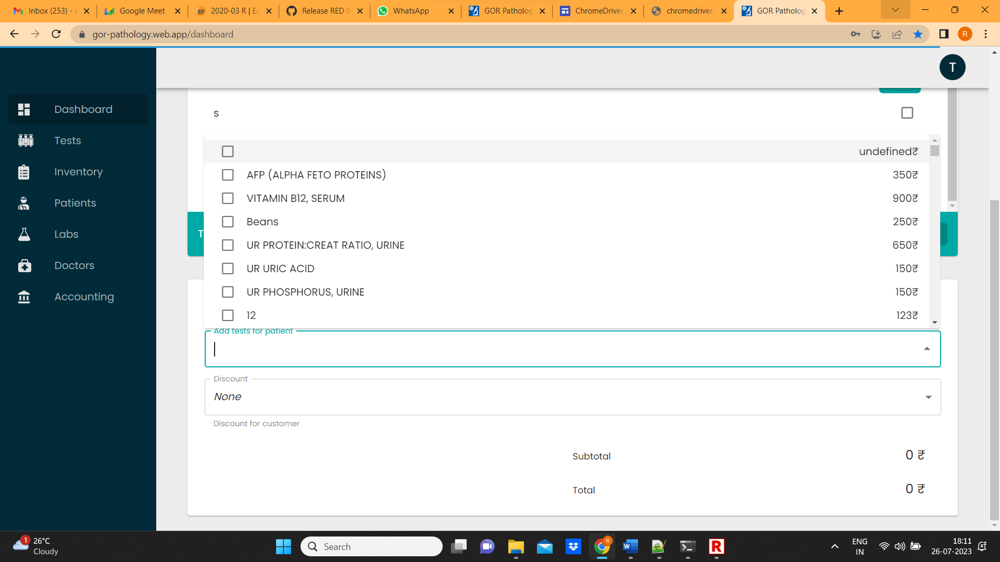 Inbox (253) - n
Google Meet
2020-03 R | Ec
Release RED 0
WhatsApp
GOR Patholog
ChromeDriver
chromedriver.
GOR Patholog
gor-pathology.web.app/dashboard
R
T
Dashboard
Tests
Inventory
Patients
Labs
Doctors
Accounting
s
undefined₹
AFP (ALPHA FETO PROTEINS) 350₹
VITAMIN B12, SERUM 900₹
Beans 250₹
T
UR PROTEIN:CREAT RATIO, URINE 650₹
UR URIC ACID 150₹
UR PHOSPHORUS, URINE 150₹
12 123₹
Add tests for patient
Discount
None
Discount for customer
Subtotal 0 ₹
Total 0 ₹
1
26°C
Cloudy
Search
R
W
R
ENG
IN
18:11
26-07-2023